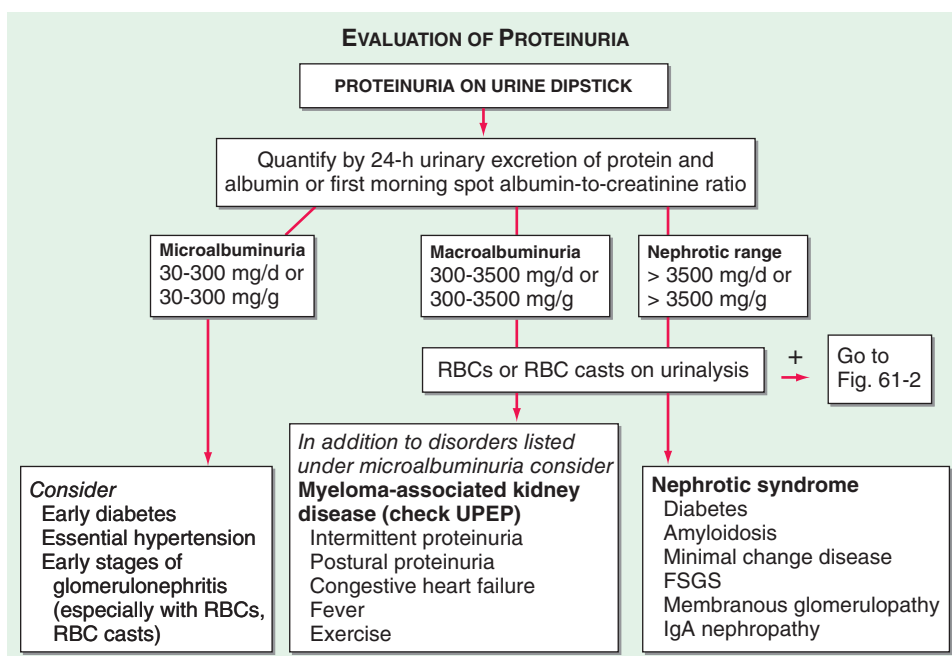 EVALUATION OF PROTEINURIA
PROTEINURIA ON URINE DIPSTICK
Quantify by 24-h urinary excretion of protein and
albumin or first morning spot albumin-to-creatinine ratio
Microalbuminuria
30-300 mg/d or
30-300 mg/g
Macroalbuminuria
300-3500 mg/d or
300-3500 mg/g
Nephrotic range
> 3500 mg/d or
> 3500 mg/g
RBCs or RBC casts on urinalysis
+
Go to
Fig. 61-2
Consider
Early diabetes
Essential hypertension
Early stages of
glomerulonephritis
(especially with RBCs,
RBC casts)
In addition to disorders listed
under microalbuminuria consider
Myeloma-associated kidney
disease (check UPEP)
Intermittent proteinuria
Postural proteinuria
Congestive heart failure
Fever
Exercise
Nephrotic syndrome
Diabetes
Amyloidosis
Minimal change disease
FSGS
Membranous glomerulopathy
IgA nephropathy